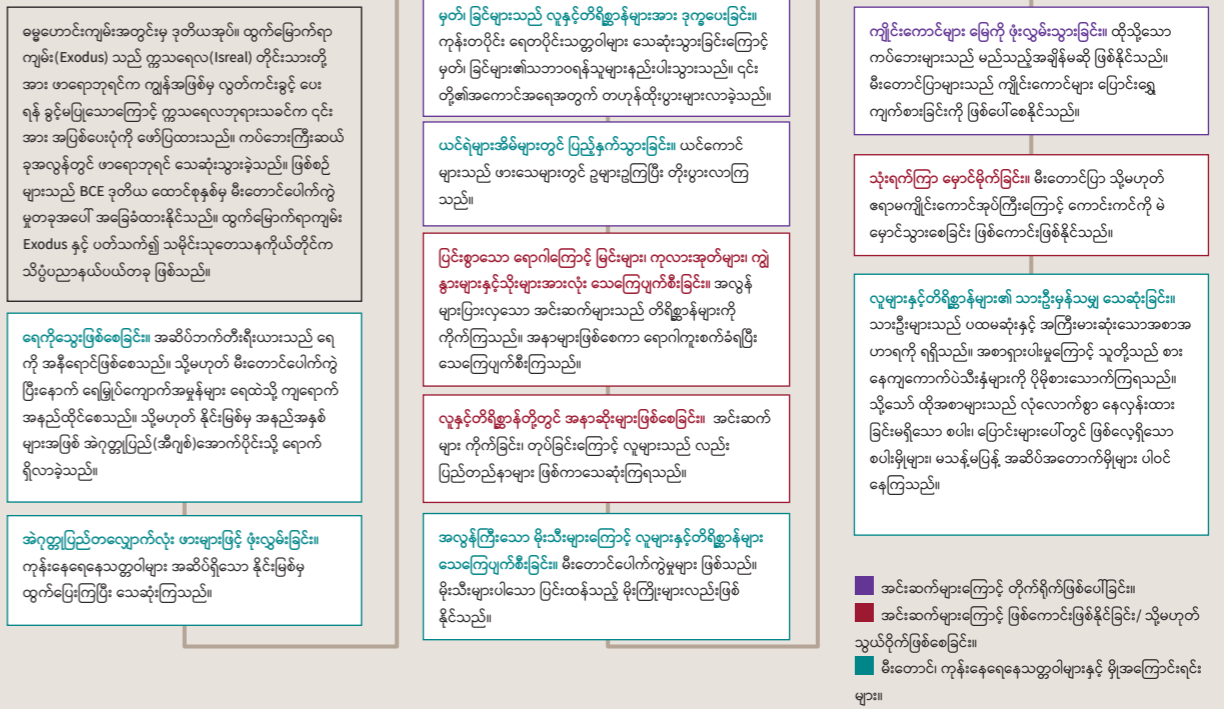 ဓမ္မဟောင်းကျမ်းအတွင်းမှ ဒုတိယအုပ်။ ထွက်မြောက်ရာ
ကျမ်း(Exodus) သည် ဣသရေလ(Isreal) တိုင်းသားတို့
အား ဖာရောဘုရင်က ကျွန်အဖြစ်မှ လွတ်ကင်းခွင့် ပေး
ရန် ခွင့်မပြုသောကြောင့် ဣသရေလဘုရားသခင်က ၎င်း
အား အပြစ်ပေးပုံကို ဖော်ပြထားသည်။ ကပ်ဘေးကြီးဆယ်
ခုအလွန်တွင် ဖာရောဘုရင် သေဆုံးသွားခဲ့သည်။ ဖြစ်စဉ်
များသည် BCE ဒုတိယ ထောင်စုနှစ်မှ မီးတောင်ပေါက်ကွဲ
မှုတခုအပေါ် အခြေခံထားနိုင်သည်။ ထွက်မြောက်ရာကျမ်း
Exodus နှင့် ပတ်သက်၍ သမိုင်းသုတေသနကိုယ်တိုင်က
သိပ္ပံပညာနယ်ပယ်တခု ဖြစ်သည်။
ရေကိုသွေးဖြစ်စေခြင်း။ အဆိပ်ဘက်တီးရီးယားသည် ရေ
ကို အနီရောင်ဖြစ်စေသည်။ သို့မဟုတ် မီးတောင်ပေါက်ကွဲ
ပြီးနောက် ရေမြှုပ်ကျောက်အမှုန်များ ရေထဲသို့ ကျရောက်
အနည်ထိုင်စေသည်။ သို့မဟုတ် နိုင်းမြစ်မှ အနည်အနှစ်
များအဖြစ် အဲဂုတ္တုပြည်(အီဂျစ်)အောက်ပိုင်းသို့ ရောက်
ရှိလာခဲ့သည်။
အဲဂုတ္တုပြည်တလျှောက်လုံး ဖားများဖြင့် ဖုံးလွှမ်းခြင်း။
ကုန်းနေရေနေသတ္တဝါများ အဆိပ်ရှိသော နိုင်းမြစ်မှ
ထွက်ပြေးကြပြီး သေဆုံးကြသည်။
မှတ်၊ ခြင်များသည် လူနှင့်တိရိစ္ဆာန်များအား ဒုက္ခပေးခြင်း။
ကုန်းတပိုင်း ရေတပိုင်းသတ္တဝါများ သေဆုံးသွားခြင်းကြောင့်
မှတ်၊ ခြင်များ၏သဘာဝရန်သူများနည်းပါးသွားသည်။ ၎င်း
တို့၏အကောင်အရေအတွက် တဟုန်ထိုးပွားများလာခဲ့သည်။
ယင်ရဲများအိမ်များတွင် ပြည့်နှက်သွားခြင်း။ ယင်ကောင်
များသည် ဖားသေများတွင် ဥများဥကြပြီး တိုးပွားလာကြ
သည်။
ပြင်းစွာသော ရောဂါကြောင့် မြင်းများ၊ ကုလားအုတ်များ၊ ကျွဲ
နွားများနှင့်သိုးများအားလုံး သေကြေပျက်စီးခြင်း။ အလွန်
များပြားလှသော အင်းဆက်များသည် တိရိစ္ဆာန်များကို
ကိုက်ကြသည်။ အနာများဖြစ်စေကာ ရောဂါကူးစက်ခံရပြီး
သေကြေပျက်စီးကြသည်။
လူနှင့်တိရိစ္ဆာန်တို့တွင် အနာဆိုးများဖြစ်စေခြင်း။ အင်းဆက်
များ ကိုက်ခြင်း၊ တုပ်ခြင်းကြောင့် လူများသည် လည်း
ပြည်တည်နာများ ဖြစ်ကာသေဆုံးကြရသည်။
အလွန်ကြီးသော မိုးသီးများကြောင့် လူများနှင့်တိရိစ္ဆာန်များ
သေကြေပျက်စီးခြင်း။ မီးတောင်ပေါက်ကွဲမှုများ ဖြစ်သည်။
မိုးသီးများပါသော ပြင်းထန်သည့် မိုးကြိုးများလည်းဖြစ်
နိုင်သည်။
ကျိုင်းကောင်များ မြေကို ဖုံးလွှမ်းသွားခြင်း။ ထိုသို့သော
ကပ်ဘေးများသည် မည်သည့်အချိန်မဆို ဖြစ်နိုင်သည်။
မီးတောင်ပြာများသည် ကျိုင်းကောင်များ ပြောင်းရွှေ့
ကျက်စားခြင်းကို ဖြစ်ပေါ်စေနိုင်သည်။
သုံးရက်ကြာ မှောင်မိုက်ခြင်း။ မီးတောင်ပြာ သို့မဟုတ်
ဧရာမကျိုင်းကောင်အုပ်ကြီးကြောင့် ကောင်းကင်ကို မဲ
မှောင်သွားစေခြင်း ဖြစ်ကောင်းဖြစ်နိုင်သည်။
လူများနှင့်တိရိစ္ဆာန်များ၏ သားဦးမှန်သမျှ သေဆုံးခြင်း။
သားဦးများသည် ပထမဆုံးနှင့် အကြီးမားဆုံးသောအစာအ
ဟာရကို ရရှိသည်။ အစာရှားပါးမှုကြောင့် သူတို့သည် စား
နေကျကောက်ပဲသီးနှံများကို ပိုမိုစားသောက်ကြရသည်။
သို့သော် ထိုအစာများသည် လုံလောက်စွာ နေလှန်းထား
ခြင်းမရှိသော စပါး၊ ပြောင်းများပေါ်တွင် ဖြစ်လေ့ရှိသော
စပါးမှိုများ၊ မသန့်မပြန့် အဆိပ်အတောက်မှိုများ ပါဝင်
နေကြသည်။
အင်းဆက်များကြောင့် တိုက်ရိုက်ဖြစ်ပေါ်ခြင်း။
အင်းဆက်များကြောင့် ဖြစ်ကောင်းဖြစ်နိုင်ခြင်း/ သို့မဟုတ်
သွယ်ဝိုက်ဖြစ်စေခြင်း။
မီးတောင်၊ ကုန်းနေရေနေသတ္တဝါများနှင့် မှိုအကြောင်းရင်း
များ။